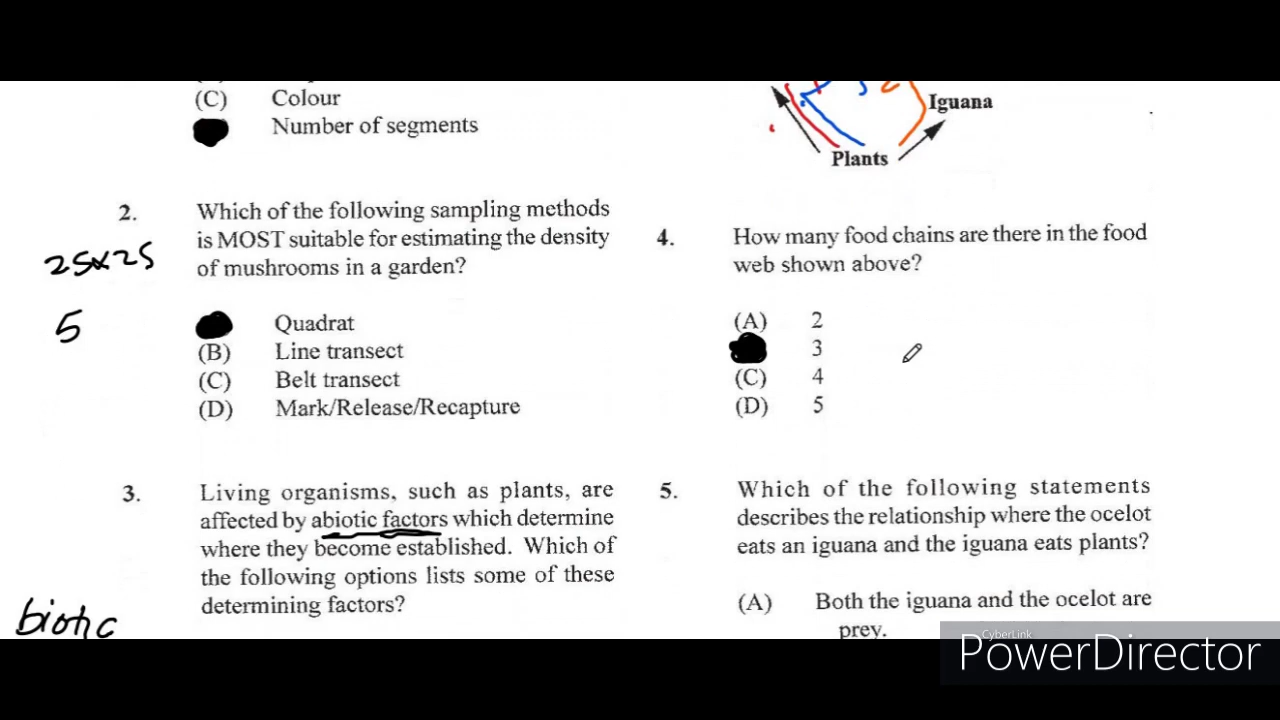 (C) Colour
Number of segments
2. Which of the following sampling methods
is MOST suitable for estimating the density
of mushrooms in a garden?
25x25
5
Quadrat
(B) Line transect
(C) Belt transect
(D) Mark/Release/Recapture
3. Living organisms, such as plants, are
affected by abiotic factors which determine
where they become established. Which of
the following options lists some of these
determining factors?
biotic
Iguana
Plants
4. How many food chains are there in the food
web shown above?
(A) 2
3
(C) 4
(D) 5
5. Which of the following statements
describes the relationship where the ocelot
eats an iguana and the iguana eats plants?
(A) Both the iguana and the ocelot are
prey.
CyberLink
PowerDirector